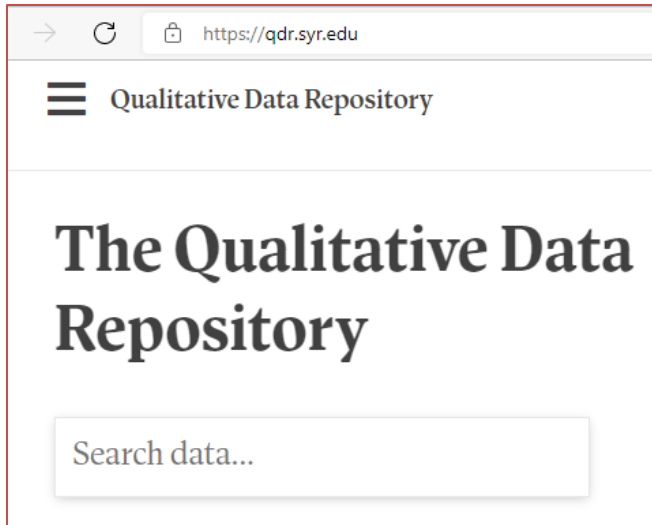 https://qdr.syr.edu
Qualitative Data Repository
The Qualitative Data
Repository
Search data...